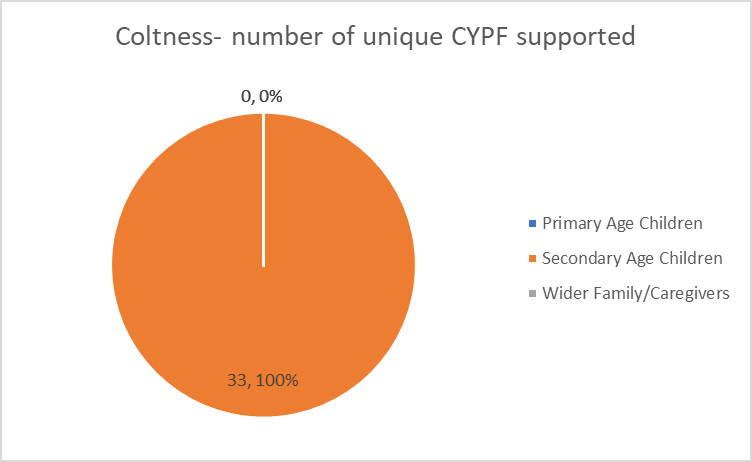 Coltness- number of unique CYPF supported
0, 0%
Primary Age Children
Secondary Age Children
Wider Family/Caregivers
33, 100%